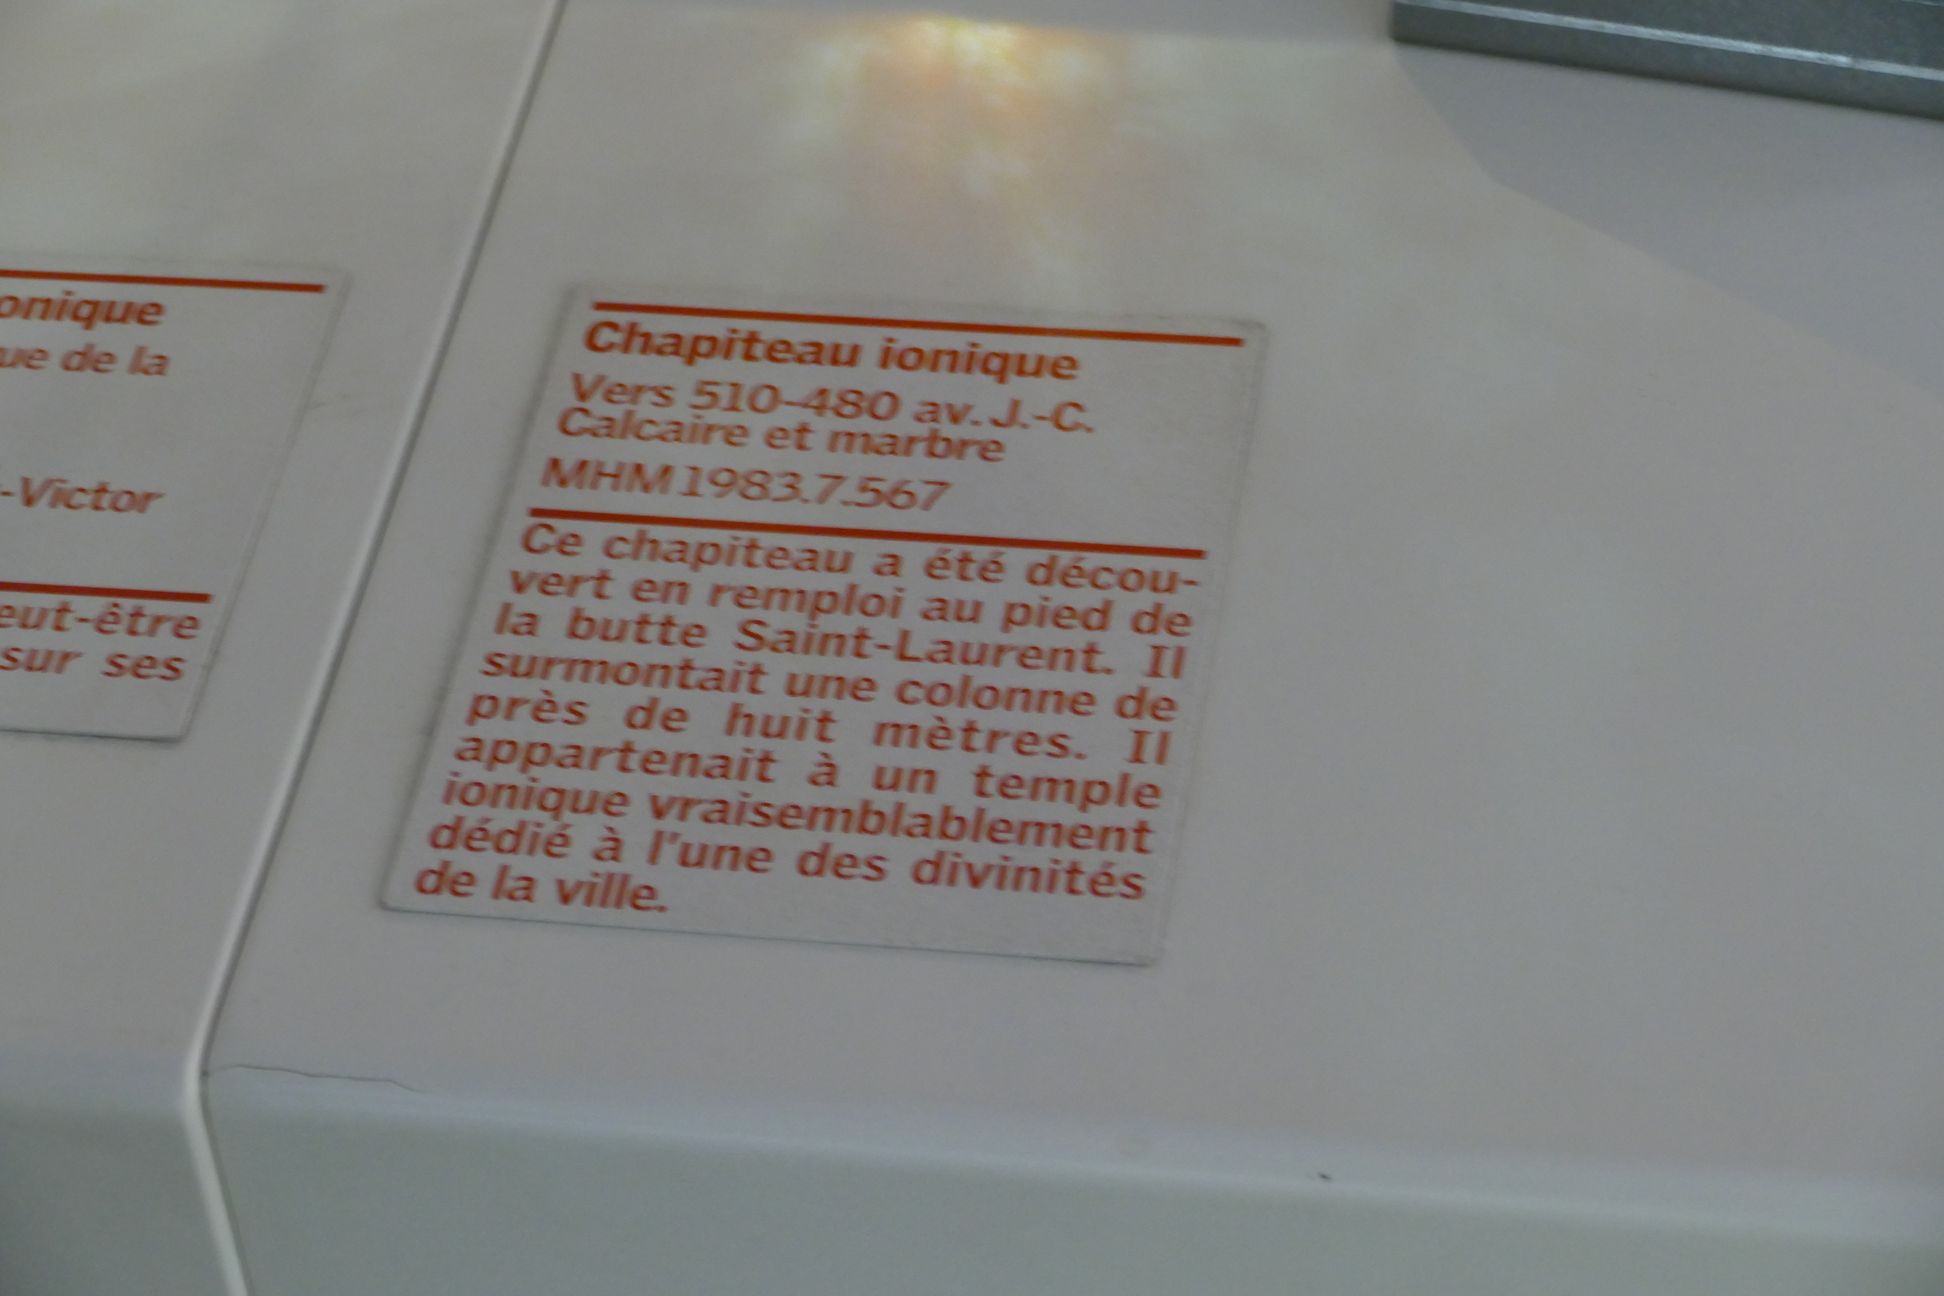 onique
ue de la
-Victor
eut-être
sur ses
Chapiteau ionique
Vers 510-480 av. J.-C.
Calcaire et marbre
MHM 1983.7.567
Ce chapiteau a été décou-
vert en remploi au pied de
la butte Saint-Laurent. Il
surmontait une colonne de
près de huit mètres. Il
appartenait à un temple
ionique vraisemblablement
dédié à l'une des divinités
de la ville.